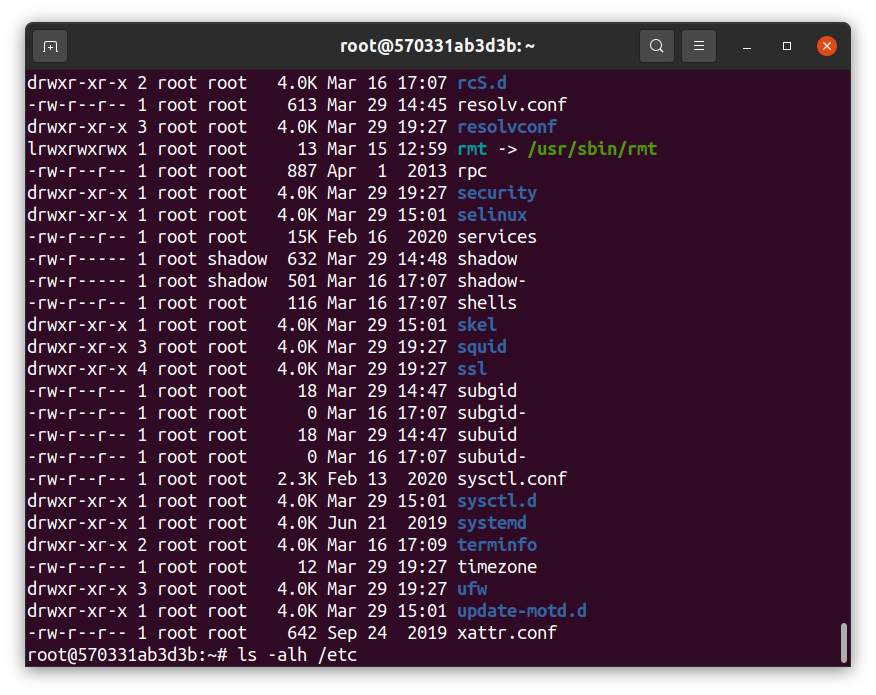 root@570331ab3d3b: ~
drwxr-xr-x 2 root root   4.0K Mar 16 17:07 rcS.d
-rw-r--r-- 1 root root    613 Mar 29 14:45 resolv.conf
drwxr-xr-x 3 root root   4.0K Mar 29 19:27 resolvconf
lrwxrwxrwx 1 root root     13 Mar 15 12:59 rmt -> /usr/sbin/rmt
-rw-r--r-- 1 root root    887 Apr  1  2013 rpc
drwxr-xr-x 1 root root   4.0K Mar 29 19:27 security
drwxr-xr-x 1 root root   4.0K Mar 29 15:01 selinux
-rw-r--r-- 1 root root    15K Feb 16  2020 services
-rw-r----- 1 root shadow  632 Mar 29 14:48 shadow
-rw-r----- 1 root shadow  501 Mar 16 17:07 shadow-
-rw-r--r-- 1 root root    116 Mar 16 17:07 shells
drwxr-xr-x 1 root root   4.0K Mar 29 15:01 skel
drwxr-xr-x 3 root root   4.0K Mar 29 19:27 squid
drwxr-xr-x 4 root root   4.0K Mar 29 19:27 ssl
-rw-r--r-- 1 root root     18 Mar 29 14:47 subgid
-rw-r--r-- 1 root root      0 Mar 16 17:07 subgid-
-rw-r--r-- 1 root root     18 Mar 29 14:47 subuid
-rw-r--r-- 1 root root      0 Mar 16 17:07 subuid-
-rw-r--r-- 1 root root   2.3K Feb 13  2020 sysctl.conf
drwxr-xr-x 1 root root   4.0K Mar 29 15:01 sysctl.d
drwxr-xr-x 1 root root   4.0K Jun 21  2019 systemd
drwxr-xr-x 2 root root   4.0K Mar 16 17:09 terminfo
-rw-r--r-- 1 root root     12 Mar 29 19:27 timezone
drwxr-xr-x 3 root root   4.0K Mar 29 19:27 ufw
drwxr-xr-x 1 root root   4.0K Mar 29 15:01 update-motd.d
-rw-r--r-- 1 root root    642 Sep 24  2019 xattr.conf
root@570331ab3d3b:~# ls -alh /etc